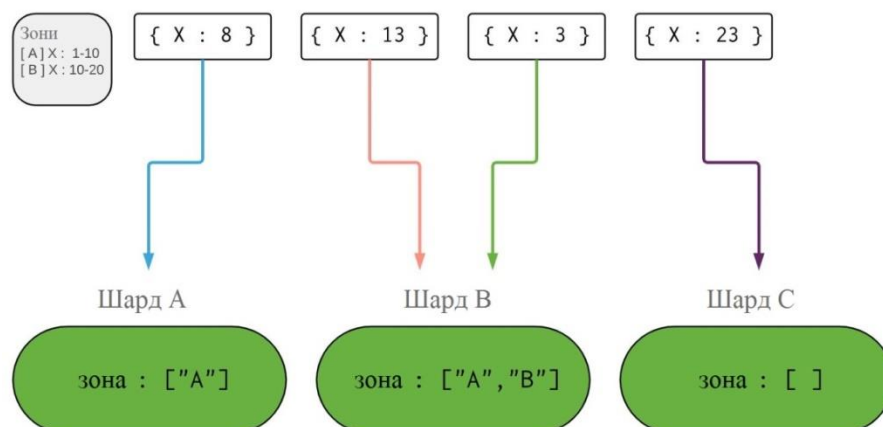 Зони
[ A ] X :  1-10
[ B ] X : 10-20
{ X : 8 }
{ X : 13 }
{ X : 3 }
{ X : 23 }
Шард A
Шард B
Шард C
зона : ["A"]
зона : ["A","B"]
зона : [ ]